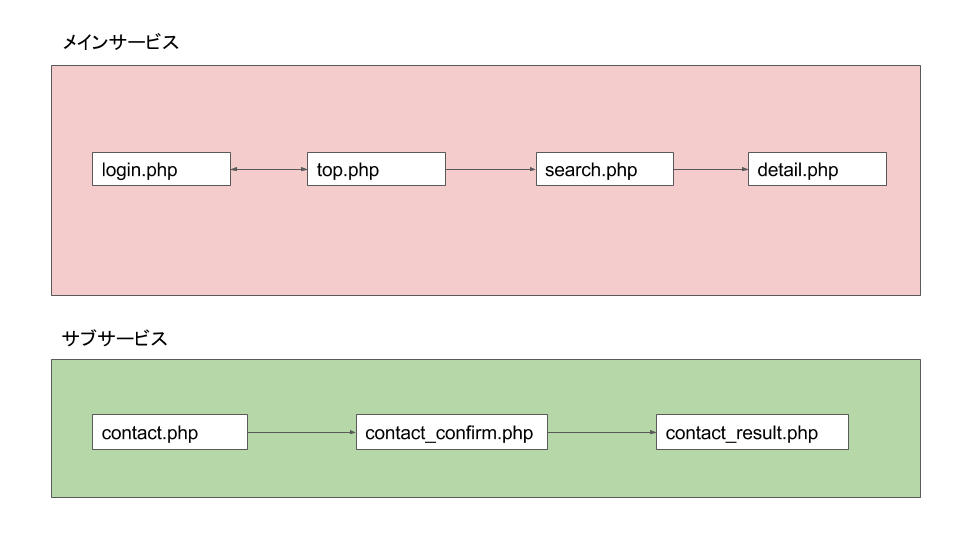 メインサービス
login.php
top.php
search.php
detail.php
サブサービス
contact.php
contact_confirm.php
contact_result.php